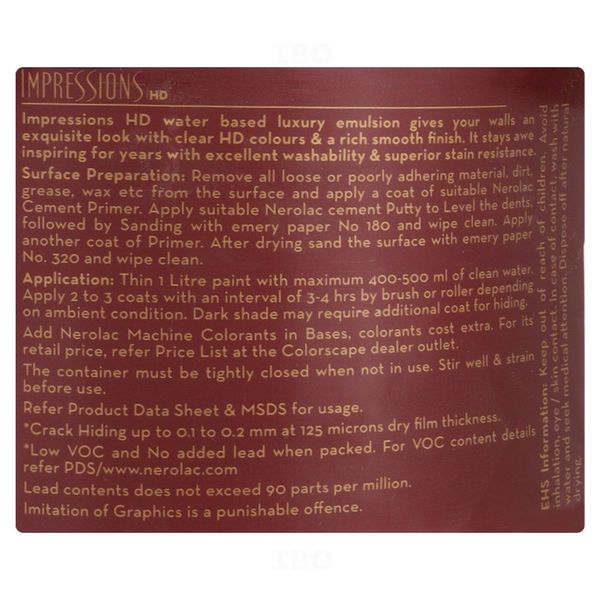 IBO
IMPRESSIONS HD
Impressions HD water based luxury emulsion gives your walls an
exquisite look with clear HD colours & a rich smooth finish. It stays awe
inspiring for years with excellent washability & superior stain resistance.
Surface Preparation: Remove all loose or poorly adhering material, dirt,
grease, wax etc from the surface and apply a coat of suitable Nerolac
Cement Primer. Apply suitable Nerolac cement Putty to Level the dents,
followed by Sanding with emery paper No 180 and wipe clean. Apply
another coat of Primer. After drying sand the surface with emery paper
No. 320 and wipe clean.
Application: Thin 1 Litre paint with maximum 400-500 ml of clean water.
Apply 2 to 3 coats with an interval of 3-4 hrs by brush or roller depending
on ambient condition. Dark shade may require additional coat for hiding.
Add Nerolac Machine Colorants in Bases, colorants cost extra. For its
retail price, refer Price List at the Colorscape dealer outlet.
The container must be tightly closed when not in use. Stir well & strain
before use.
Refer Product Data Sheet & MSDS for usage.
*Crack Hiding up to 0.1 to 0.2 mm at 125 microns dry film thickness.
*Low VOC and No added lead when packed. For VOC content details
refer PDS/www.nerolac.com
Lead contents does not exceed 90 parts per million.
Imitation of Graphics is a punishable offence.
EHS Information: Keep out of reach of children. Avoid
inhalation, eye / skin contact. In case of contact, wash with
water and seek medical attention. Dispose off after natural
drying.
IBO